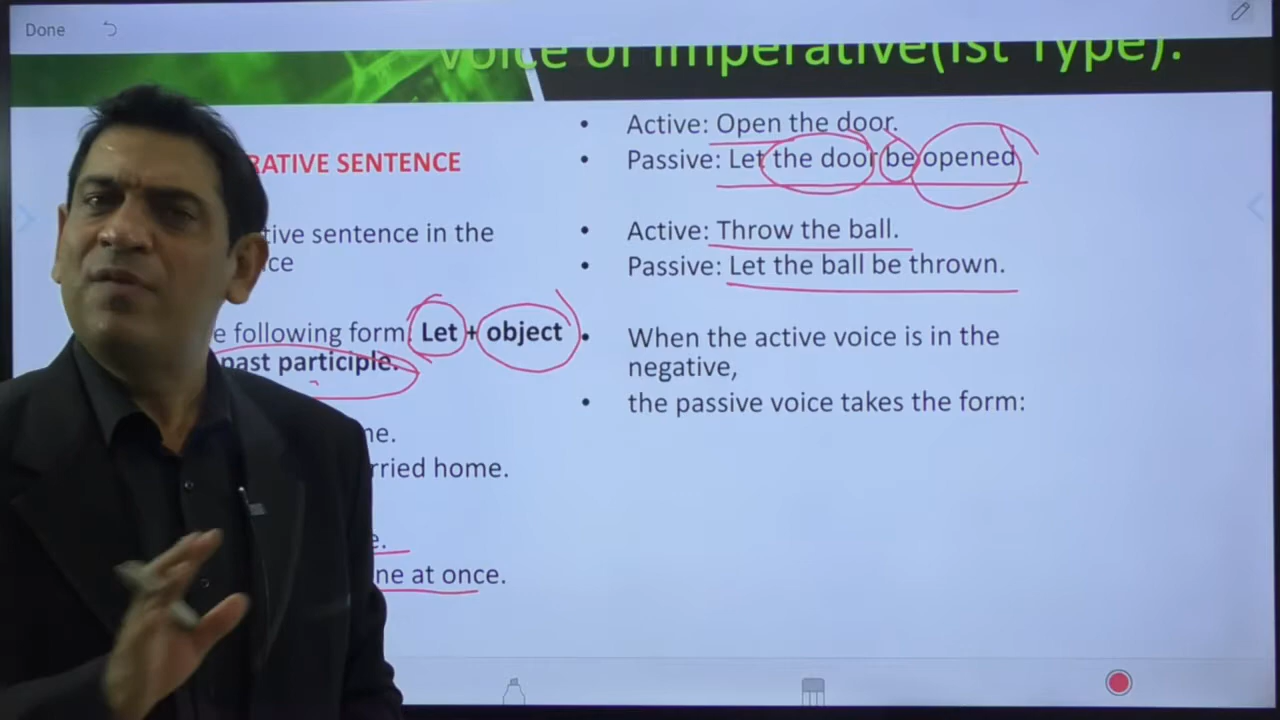 Done
Voice of Imperative(Ist Type).
RATIVE SENTENCE
tive sentence in the
ce
e following form. Let + object
past participle.
ne.
rried home.
e.
ne at once.
• Active: Open the door.
• Passive: Let the door be opened
• Active: Throw the ball.
• Passive: Let the ball be thrown.
• When the active voice is in the
negative,
• the passive voice takes the form: